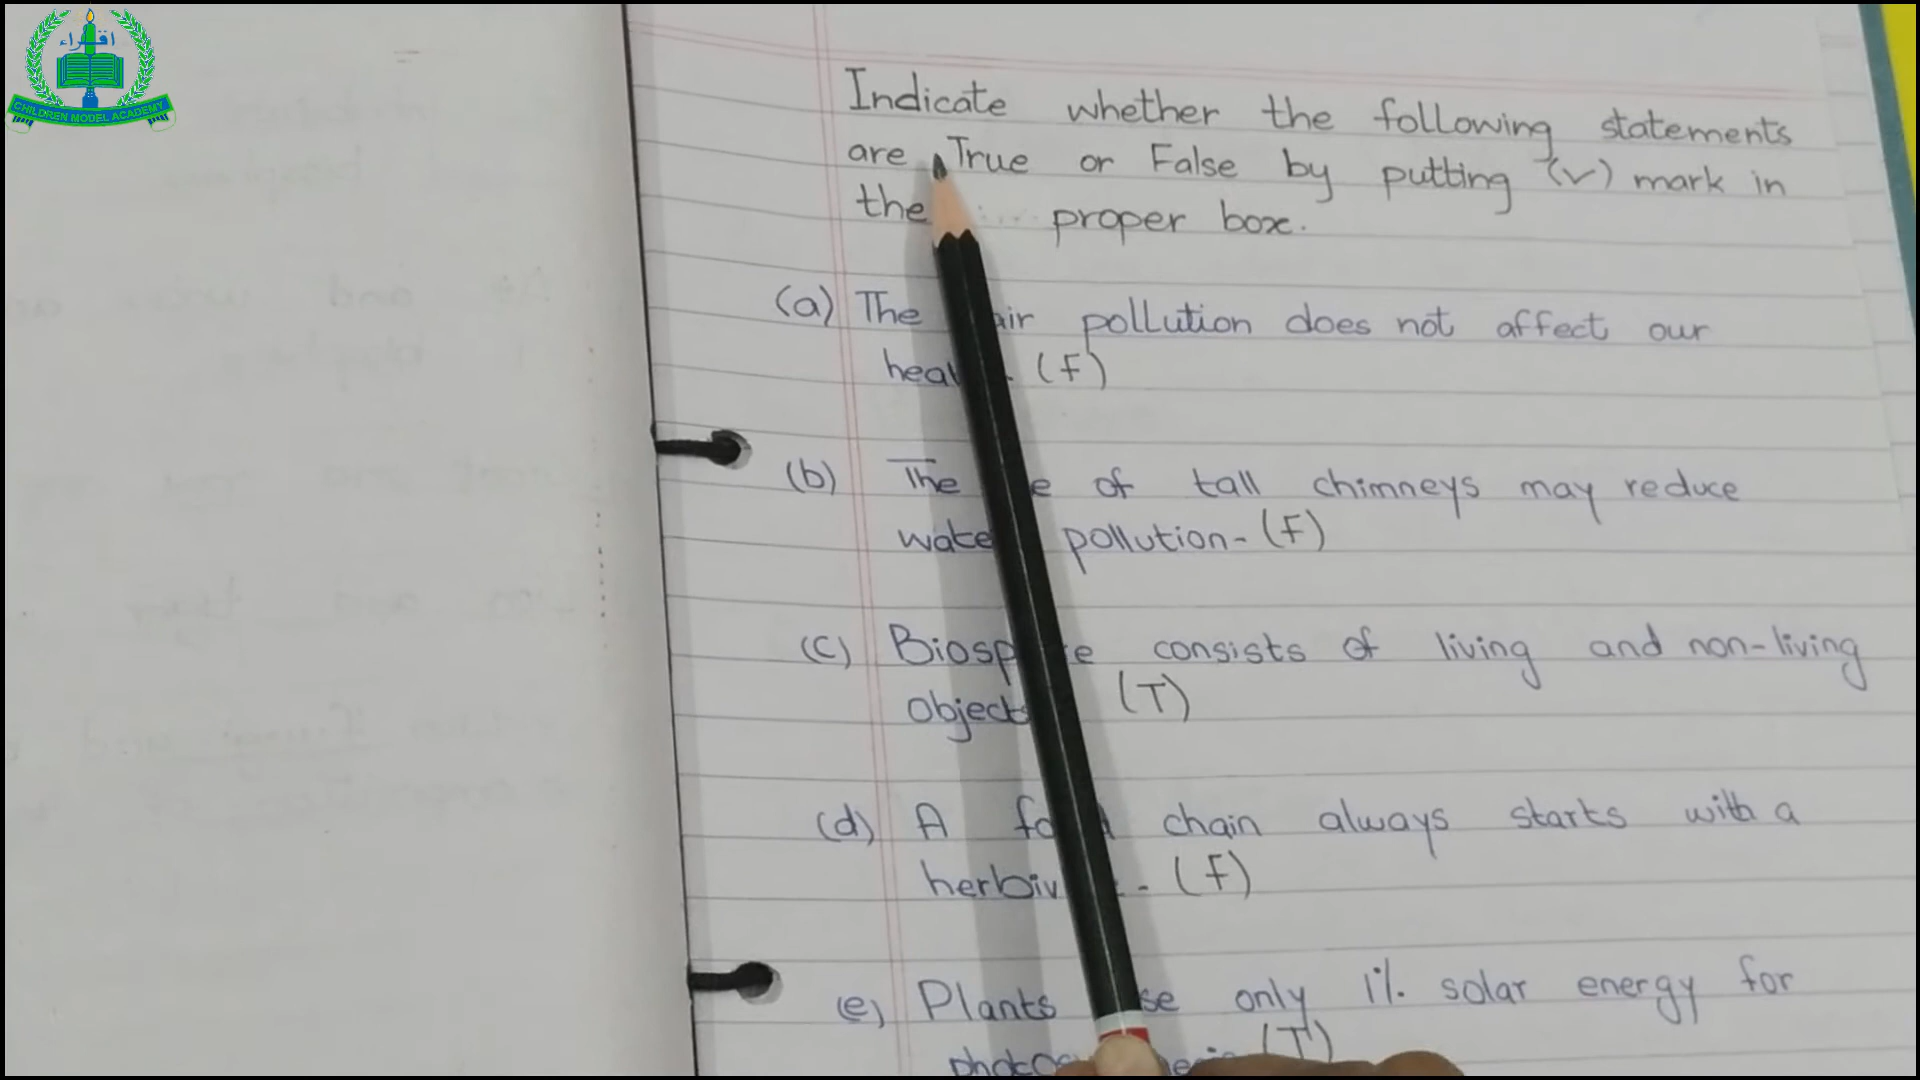 اقراء
CHILDREN MODEL ACADEMY
Indicate whether the following statements
are True or False by putting (✓) mark in
the proper box.
(a) The air pollution does not affect our
(F)
(b) The of tall chimneys may reduce
pollution- (F)
(c) consists of living and non-living
(T)
(d) A chain always starts with a
(F)
(e) Plants only 1% solar energy for
(T)